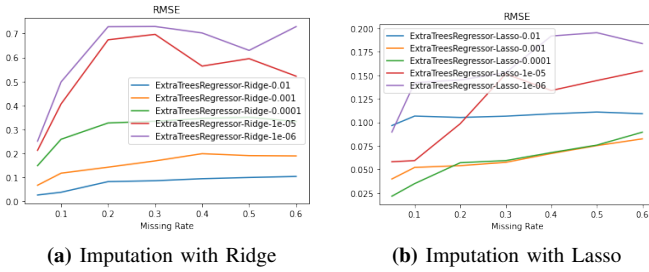 RMSE
0.7
0.6
0.5
0.4
0.3
0.2
0.1
0.0
ExtraTreesRegressor-Ridge-0.01
ExtraTreesRegressor-Ridge-0.001
ExtraTreesRegressor-Ridge-0.0001
ExtraTreesRegressor-Ridge-1e-05
ExtraTreesRegressor-Ridge-1e-06
0.1 0.2 0.3 0.4 0.5 0.6
Missing Rate
(a) Imputation with Ridge
RMSE
0.200
0.175
0.150
0.125
0.100
0.075
0.050
0.025
ExtraTreesRegressor-Lasso-0.01
ExtraTreesRegressor-Lasso-0.001
ExtraTreesRegressor-Lasso-0.0001
ExtraTreesRegressor-Lasso-1e-05
ExtraTreesRegressor-Lasso-1e-06
0.1 0.2 0.3 0.4 0.5 0.6
Missing Rate
(b) Imputation with Lasso